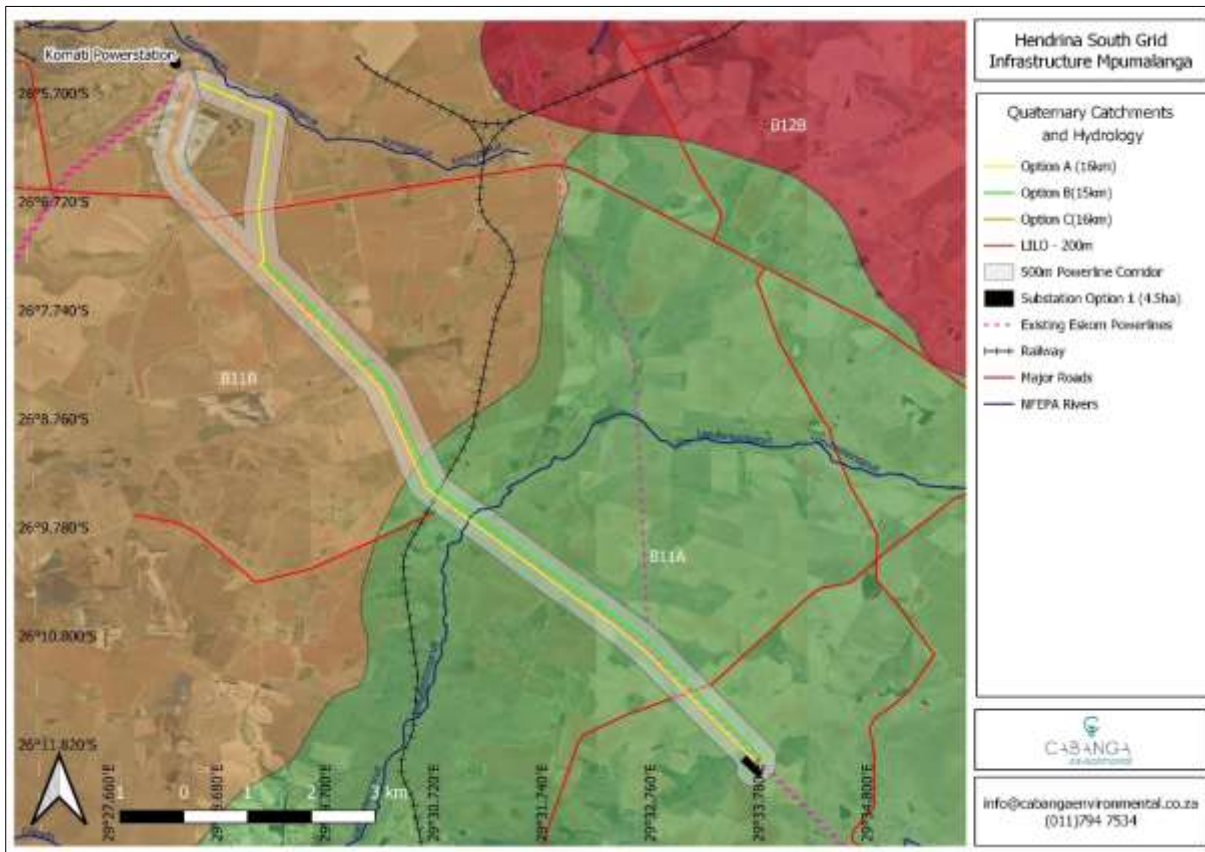 Hendrina South Grid
Infrastructure Mpumalanga
Quaternary Catchments
and Hydrology
Option A (16km)
Option B(15km)
Option C(16km)
LILO - 200m
500m Powerline Corridor
Substation Option 1 (4.5ha)
Existing Eskom Powerlines
Railway
Major Roads
NFEPA Rivers
CABANGA
info@cabangaenvironmental.co.za
(011)794 7534
Komati Powerstation
26°5.700'S
B12B
26°6.720'S
26°7.740'S
B11B
26°8.760'S
26°9.780'S
B11A
26°10.800'S
26°11.820'S
29°27.660'E
29°30.720'E
29°31.740'E
29°32.760'E
29°33.780'E
29°34.800'E
1 0 1 2 3 km